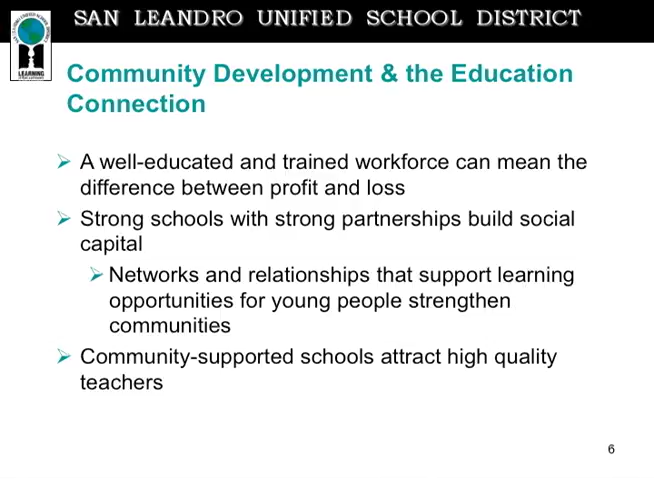 SAN LEANDRO UNIFIED SCHOOL DISTRICT
LEARNING
Community Development & the Education
Connection
A well-educated and trained workforce can mean the
difference between profit and loss
Strong schools with strong partnerships build social
capital
Networks and relationships that support learning
opportunities for young people strengthen
communities
Community-supported schools attract high quality
teachers
6